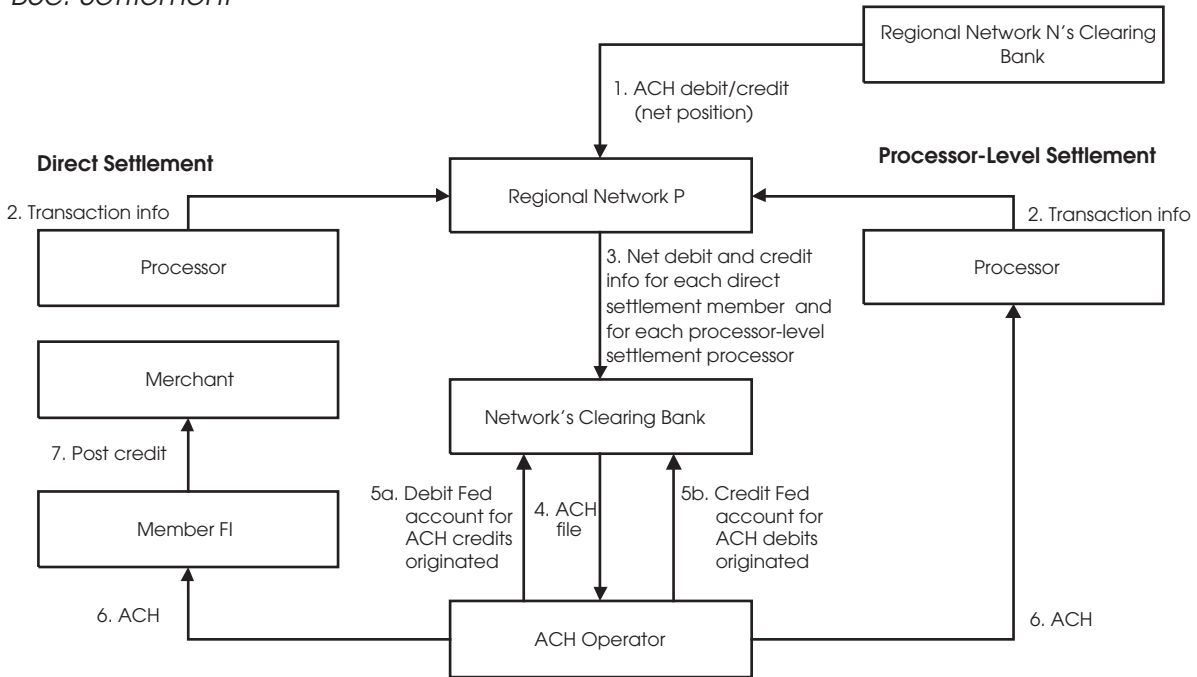 Regional Network N's Clearing
Bank
1. ACH debit/credit
(net position)
Direct Settlement
Processor-Level Settlement
Regional Network P
2. Transaction info
2. Transaction info
Processor
Processor
3. Net debit and credit
info for each direct
settlement member and
for each processor-level
settlement processor
Merchant
Network's Clearing Bank
7. Post credit
5a. Debit Fed
account for
ACH credits
originated
4. ACH
file
5b. Credit Fed
account for
ACH debits
originated
Member FI
6. ACH
6. ACH
ACH Operator